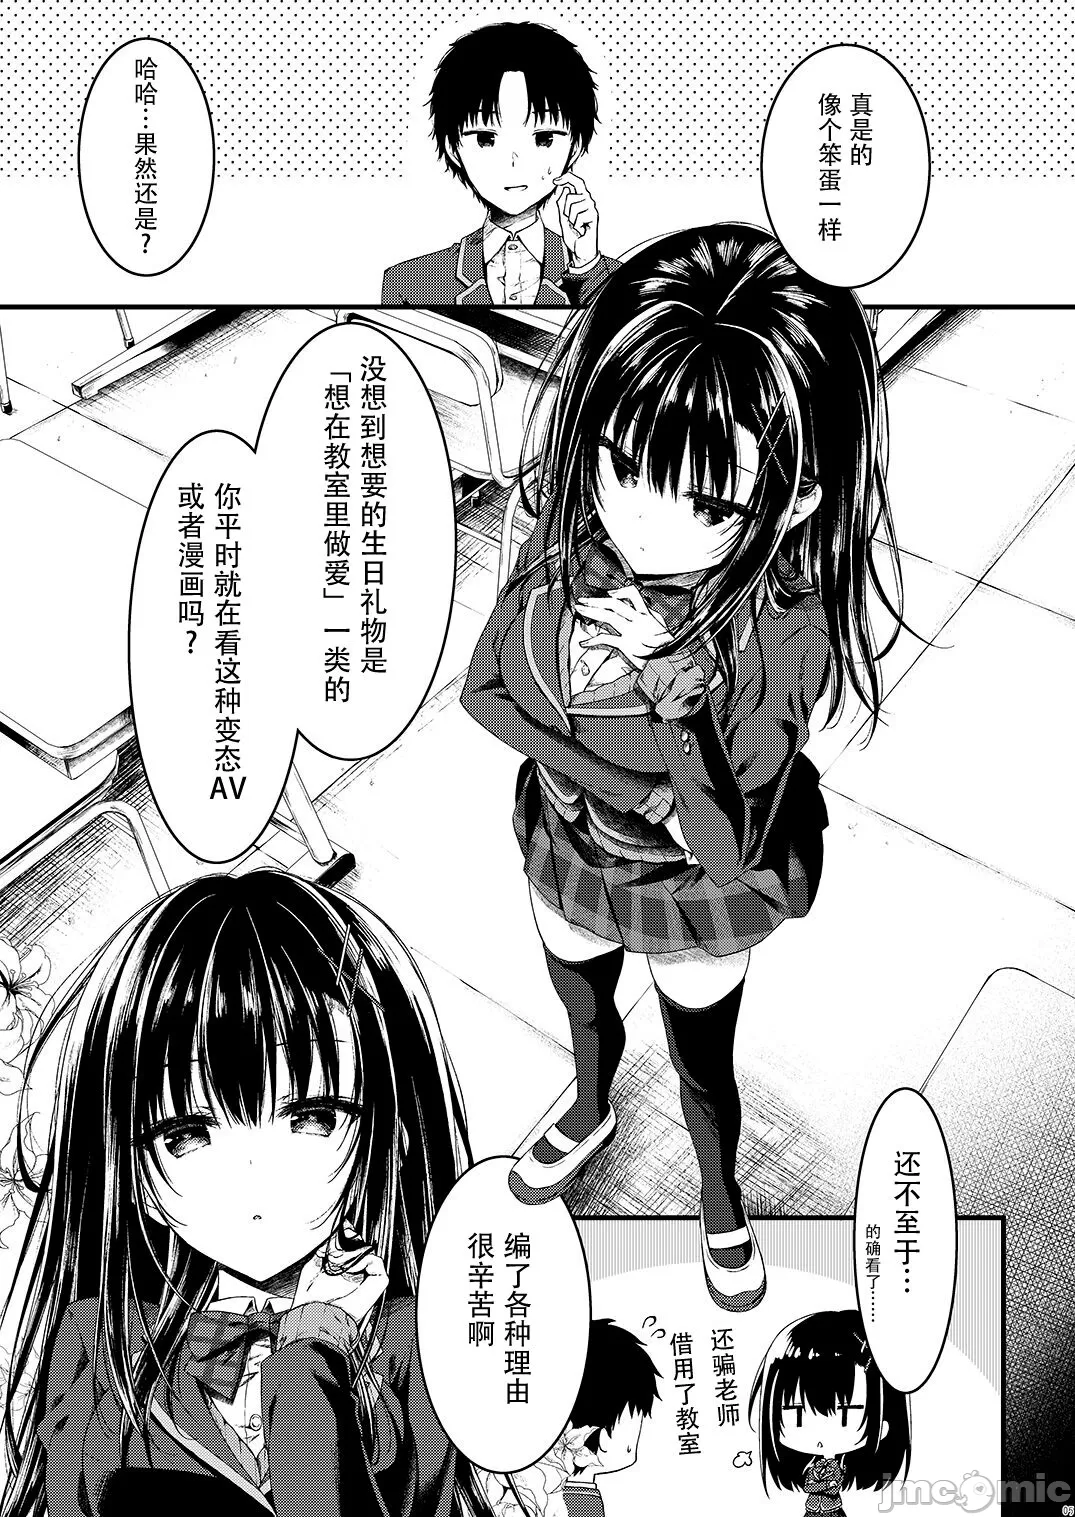 真是的
像个笨蛋一样
哈哈…果然还是？
没想到想要的生日礼物是
「想在教室里做爱」一类的
你平时就在看这种变态AV
或者漫画吗？
还不至于…
的确看了……
编了各种理由
很辛苦啊
还骗老师
借用了教室
jmcomic
05